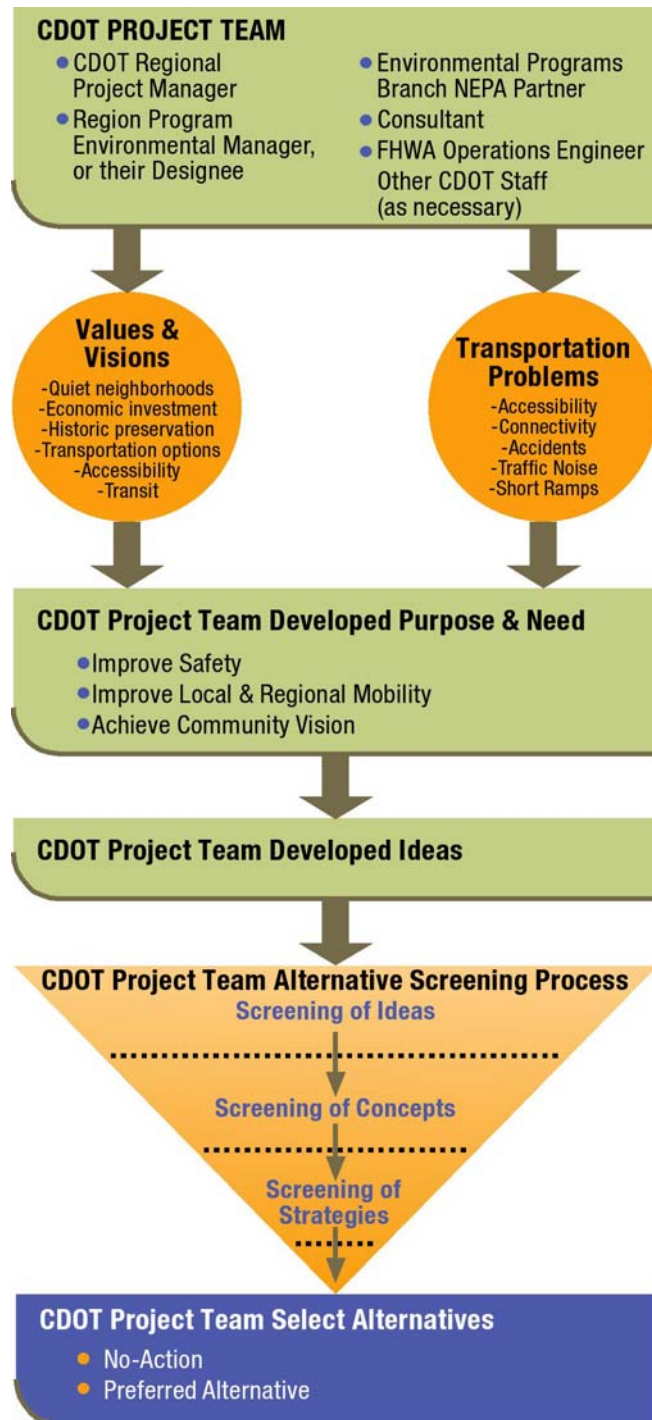 CDOT PROJECT TEAM
● CDOT Regional
Project Manager
● Region Program
Environmental Manager,
or their Designee
● Environmental Programs
Branch NEPA Partner
● Consultant
● FHWA Operations Engineer
Other CDOT Staff
(as necessary)
Values &
Visions
-Quiet neighborhoods
-Economic investment
-Historic preservation
-Transportation options
-Accessibility
-Transit
Transportation
Problems
-Accessibility
-Connectivity
-Accidents
-Traffic Noise
-Short Ramps
CDOT Project Team Developed Purpose & Need
● Improve Safety
● Improve Local & Regional Mobility
● Achieve Community Vision
CDOT Project Team Developed Ideas
CDOT Project Team Alternative Screening Process
Screening of Ideas
Screening of Concepts
Screening of
Strategies
CDOT Project Team Select Alternatives
● No-Action
● Preferred Alternative